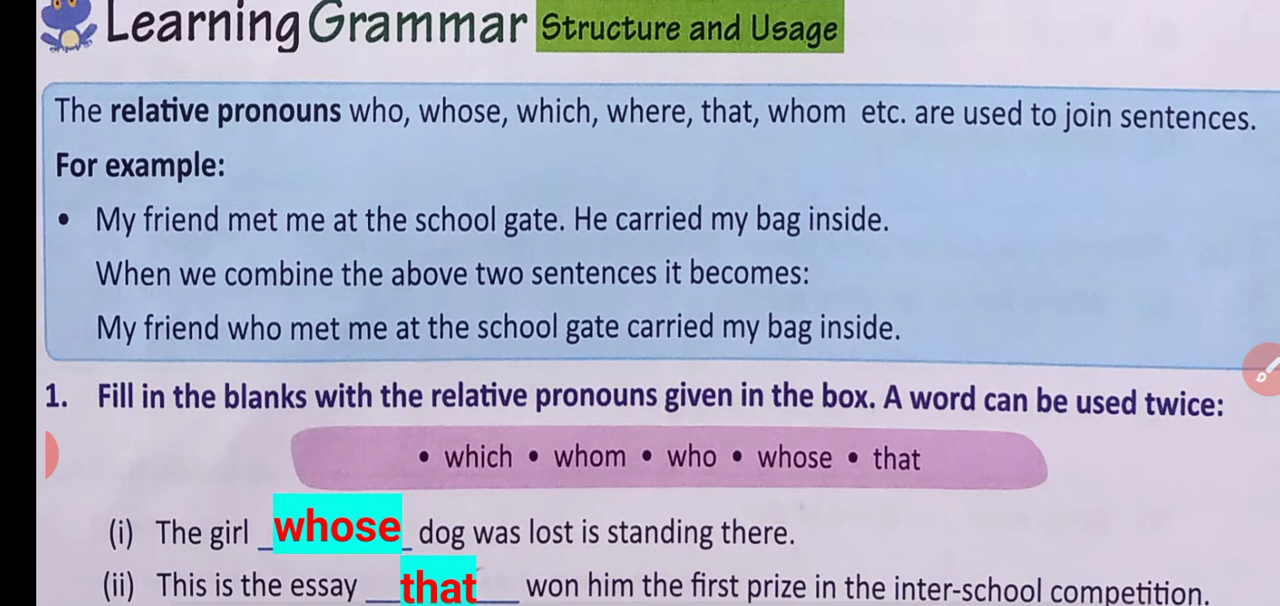 Learning Grammar Structure and Usage
The relative pronouns who, whose, which, where, that, whom etc. are used to join sentences.
For example:
• My friend met me at the school gate. He carried my bag inside.
When we combine the above two sentences it becomes:
My friend who met me at the school gate carried my bag inside.
1. Fill in the blanks with the relative pronouns given in the box. A word can be used twice:
• which • whom • who • whose • that
(i) The girl _whose_ dog was lost is standing there.
(ii) This is the essay __that__ won him the first prize in the inter-school competition.